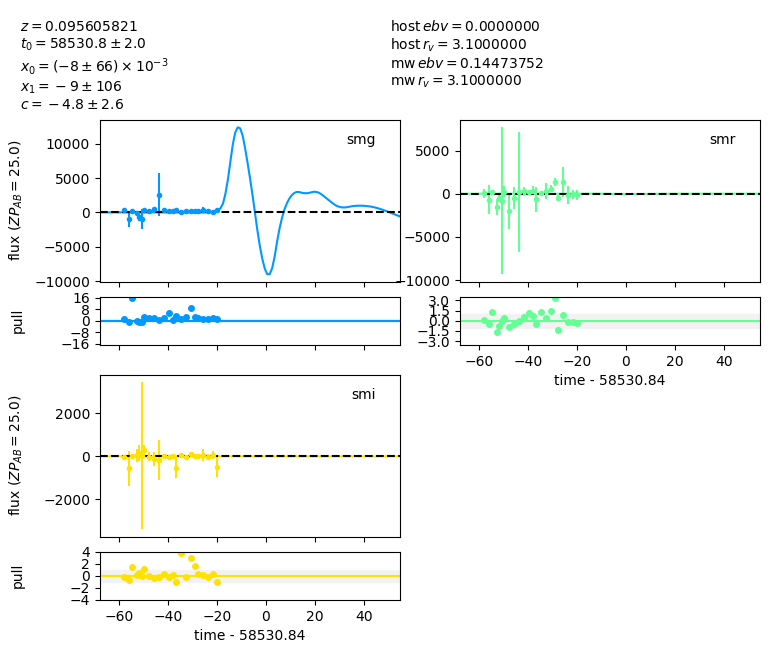 z = 0.095605821
t₀ = 58530.8 ± 2.0
x₀ = (−8 ± 66) × 10⁻³
x₁ = −9 ± 106
c = −4.8 ± 2.6
host ebv = 0.0000000
host r_v = 3.1000000
mw ebv = 0.14473752
mw r_v = 3.1000000
smg
flux (ZP_AB = 25.0)
10000
5000
0
−5000
−10000
smr
5000
0
−5000
−10000
pull
16
8
0
−8
−16
3.0
1.5
0.0
−1.5
−3.0
−60 −40 −20 0 20 40
time - 58530.84
smi
flux (ZP_AB = 25.0)
2000
0
−2000
pull
4
2
0
−2
−4
−60 −40 −20 0 20 40
time - 58530.84